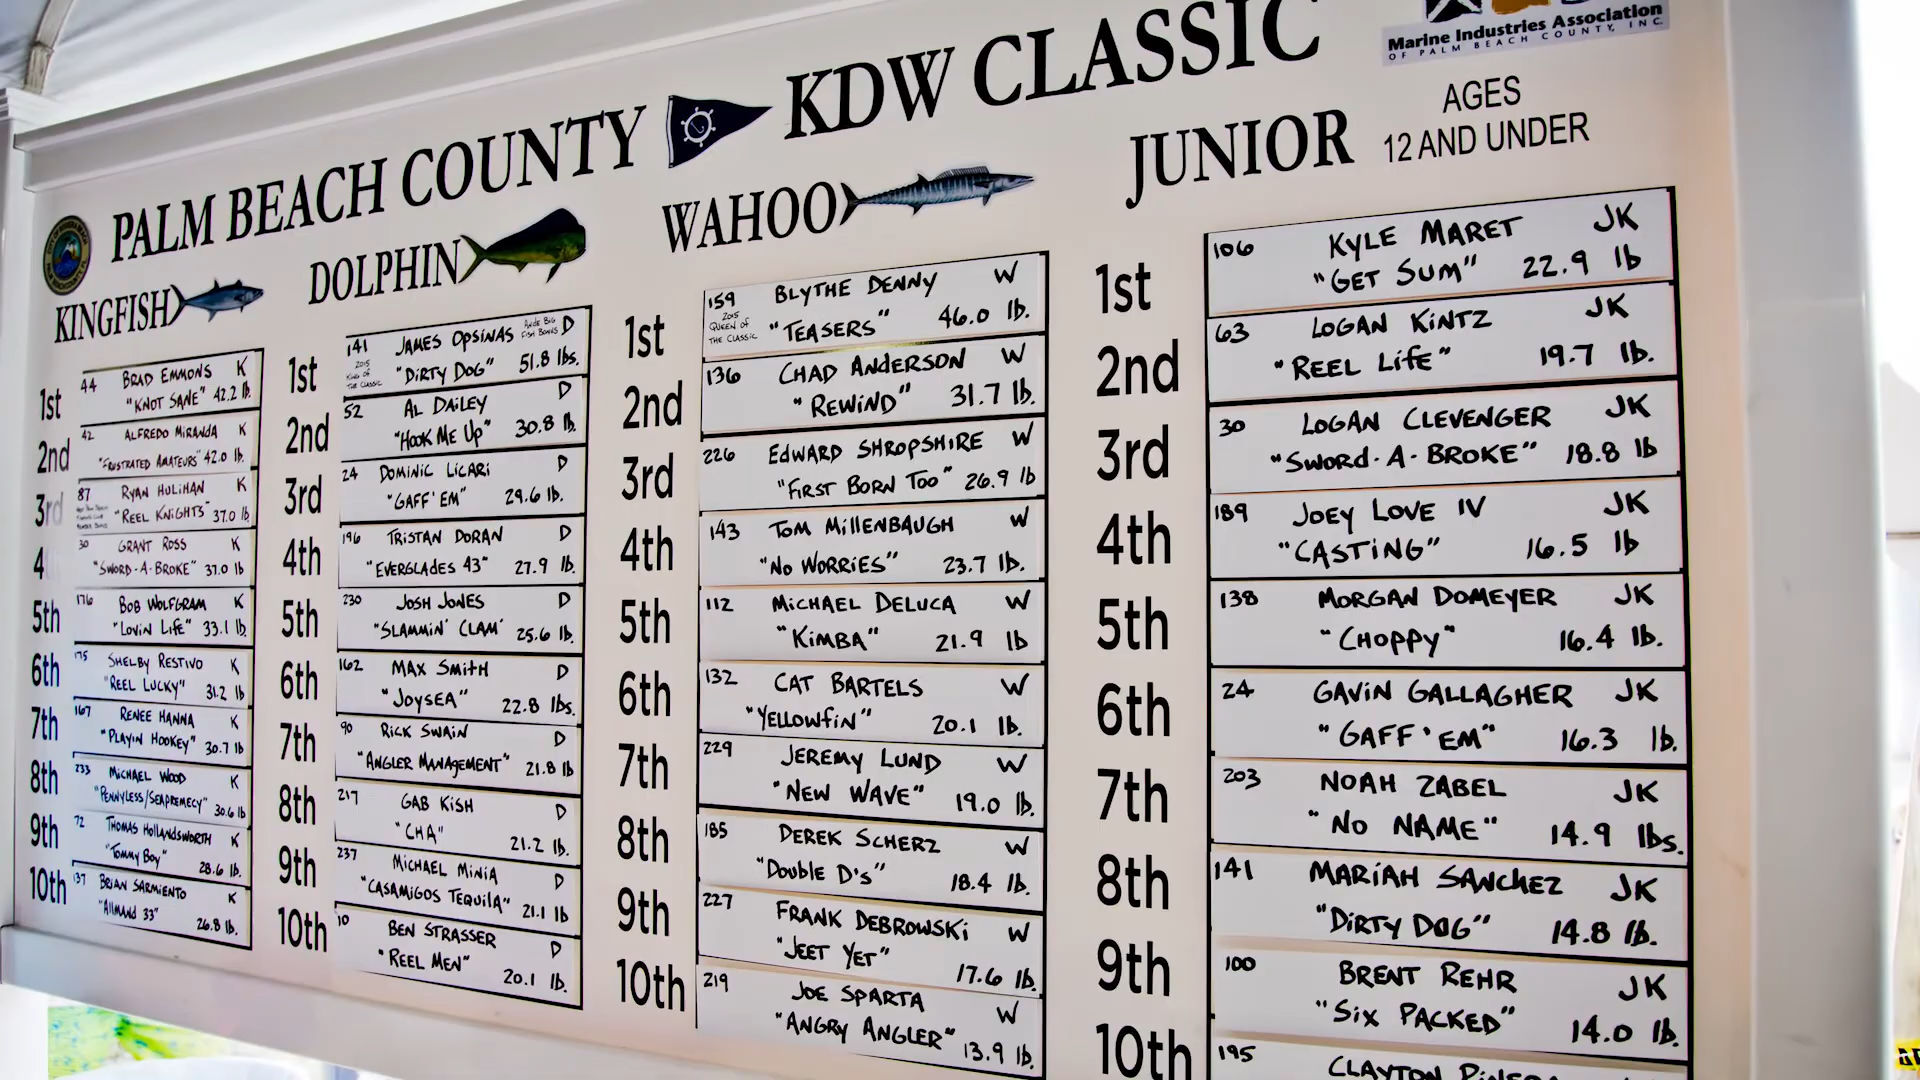 Marine Industries Association
OF PALM BEACH COUNTY, INC.
PALM BEACH COUNTY KDW CLASSIC
KINGFISH
1st
44 BRAD EMMONS K
"KNOT SANE" 42.2 lb.
2nd
42 ALFREDO MIRANDA K
"FRUSTRATED AMATEURS" 42.0 lb.
3rd
87 RYAN HULIHAN K
"REEL KNIGHTS" 37.0 lb
4
30 GRANT ROSS K
"SWORD-A-BROKE" 37.0 lb
5th
176 BOB WOLFGRAM K
"LOVIN LIFE" 33.1 lb.
6th
175 SHELBY RESTIVO K
"REEL LUCKY" 31.2 lb
7th
167 RENEE HANNA K
"PLAYIN HOOKEY" 30.7 lb
8th
233 MICHAEL WOOD K
"PENNYLESS/SEAPREMECY" 30.6 lb
9th
72 THOMAS HOLLANDSWORTH K
"TOMMY BOY" 28.6 lb.
10th
137 BRIAN SARMIENTO K
"ALLMAND 33" 26.8 lb.
DOLPHIN
1st
141 JAMES OPSINAS ANDE BIG FISH BONUS D
2015 KING OF THE CLASSIC "DIRTY DOG" 51.8 lbs.
2nd
52 AL DAILEY D
"HOOK ME UP" 30.8 lb.
3rd
24 DOMINIC LICARI D
"GAFF'EM" 29.6 lb.
4th
196 TRISTAN DORAN D
"EVERGLADES 43" 27.9 lb.
5th
230 JOSH JONES D
"SLAMMIN' CLAM' 25.6 lb.
6th
162 MAX SMITH D
"JOYSEA" 22.8 lbs.
7th
90 RICK SWAIN D
"ANGLER MANAGEMENT" 21.8 lb
8th
217 GAB KISH D
"CHA" 21.2 lb.
9th
237 MICHAEL MINIA D
"CASAMIGOS TEQUILA" 21.1 lb
10th
10 BEN STRASSER D
"REEL MEN" 20.1 lb.
WAHOO
1st
159 BLYTHE DENNY W
2015 QUEEN OF THE CLASSIC "TEASERS" 46.0 lb.
2nd
136 CHAD ANDERSON W
"REWIND" 31.7 lb.
3rd
226 EDWARD SHROPSHIRE W
"FIRST BORN TOO" 26.9 lb
4th
143 TOM MILLENBAUGH W
"NO WORRIES" 23.7 lb.
5th
112 MICHAEL DELUCA W
"KIMBA" 21.9 lb
6th
132 CAT BARTELS W
"YELLOWFIN" 20.1 lb.
7th
229 JEREMY LUND W
"NEW WAVE" 19.0 lb.
8th
185 DEREK SCHERZ W
"DOUBLE D's" 18.4 lb.
9th
227 FRANK DEBROWSKI W
"JEET YET" 17.6 lb.
10th
219 JOE SPARTA W
"ANGRY ANGLER" 13.9 lb.
JUNIOR
AGES
12 AND UNDER
1st
106 KYLE MARET JK
"GET SUM" 22.9 lb
2nd
63 LOGAN KINTZ JK
"REEL LIFE" 19.7 lb.
3rd
30 LOGAN CLEVENGER JK
"SWORD-A-BROKE" 18.8 lb
4th
189 JOEY LOVE IV JK
"CASTING" 16.5 lb
5th
138 MORGAN DOMEYER JK
"CHOPPY" 16.4 lb.
6th
24 GAVIN GALLAGHER JK
"GAFF'EM" 16.3 lb.
7th
203 NOAH ZABEL JK
"NO NAME" 14.9 lbs.
8th
141 MARIAH SANCHEZ JK
"DIRTY DOG" 14.8 lb.
9th
100 BRENT REHR JK
"SIX PACKED" 14.0 lb.
10th
195 CLAYTON